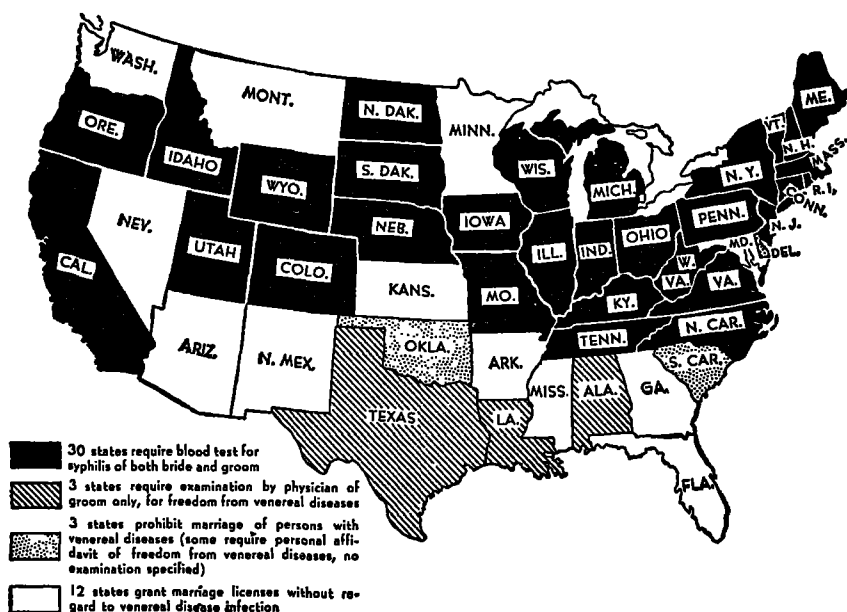 WASH.
MONT.
N. DAK.
MINN.
ME.
ORE.
IDAHO
S. DAK.
WIS.
MICH.
VT.
N. H.
MASS.
N. Y.
R. I.
CONN.
WYO.
NEB.
IOWA
PENN.
N. J.
NEV.
UTAH
COLO.
ILL.
IND.
OHIO
MD.
DEL.
W.
VA.
VA.
CAL.
KANS.
MO.
KY.
ARIZ.
N. MEX.
OKLA.
ARK.
TENN.
N. CAR.
S. CAR.
TEXAS
LA.
MISS.
ALA.
GA.
FLA.
30 states require blood test for
syphilis of both bride and groom
3 states require examination by physician of
groom only, for freedom from venereal diseases
3 states prohibit marriage of persons with
venereal diseases (some require personal affi-
davit of freedom from venereal diseases, no
examination specified)
12 states grant marriage licenses without re-
gard to venereal disease infection